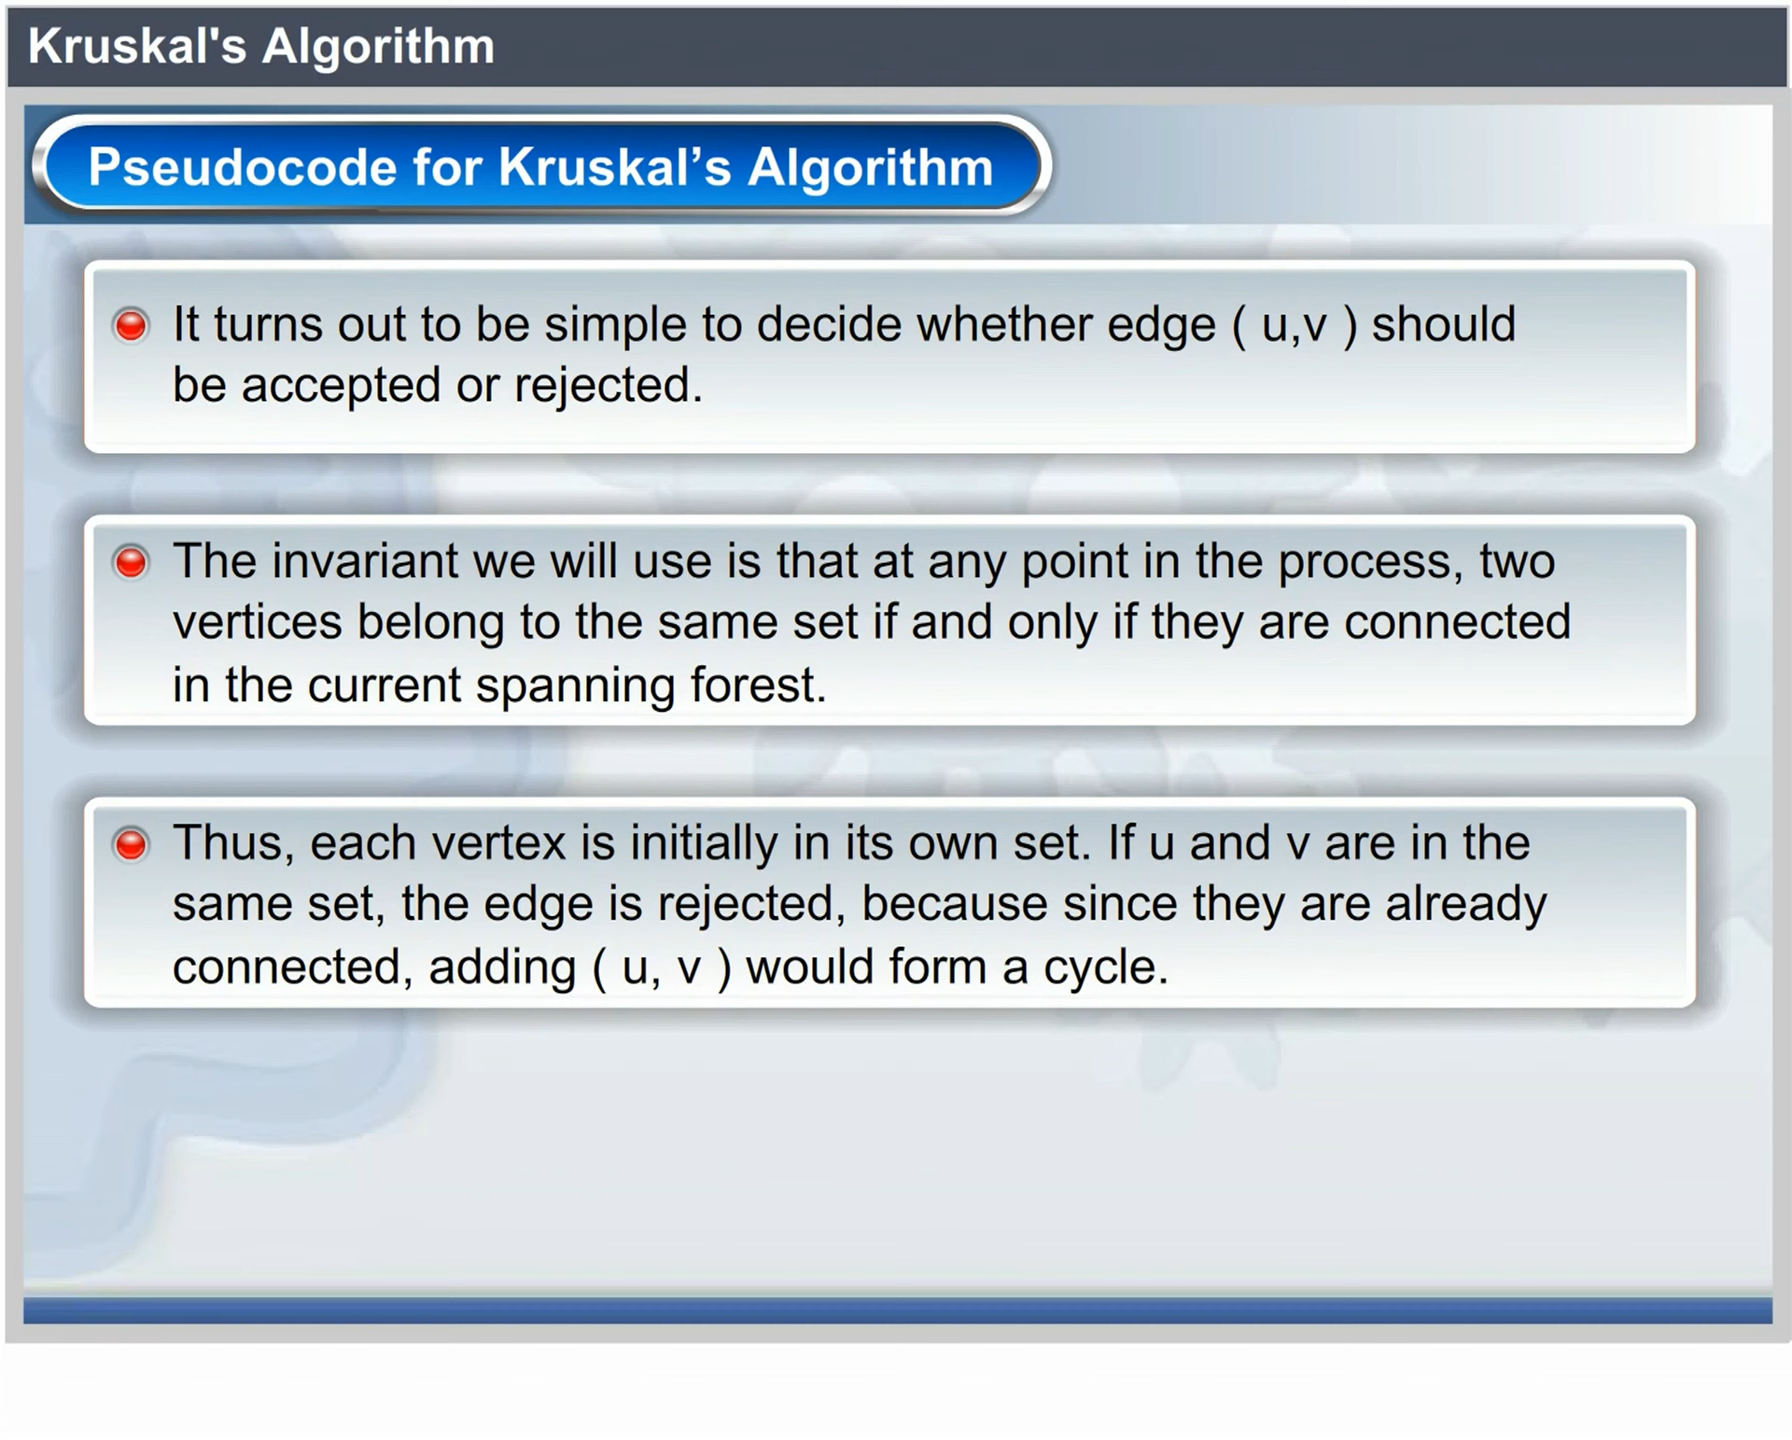 Kruskal's Algorithm
Pseudocode for Kruskal’s Algorithm
It turns out to be simple to decide whether edge ( u,v ) should
be accepted or rejected.
The invariant we will use is that at any point in the process, two
vertices belong to the same set if and only if they are connected
in the current spanning forest.
Thus, each vertex is initially in its own set. If u and v are in the
same set, the edge is rejected, because since they are already
connected, adding ( u, v ) would form a cycle.